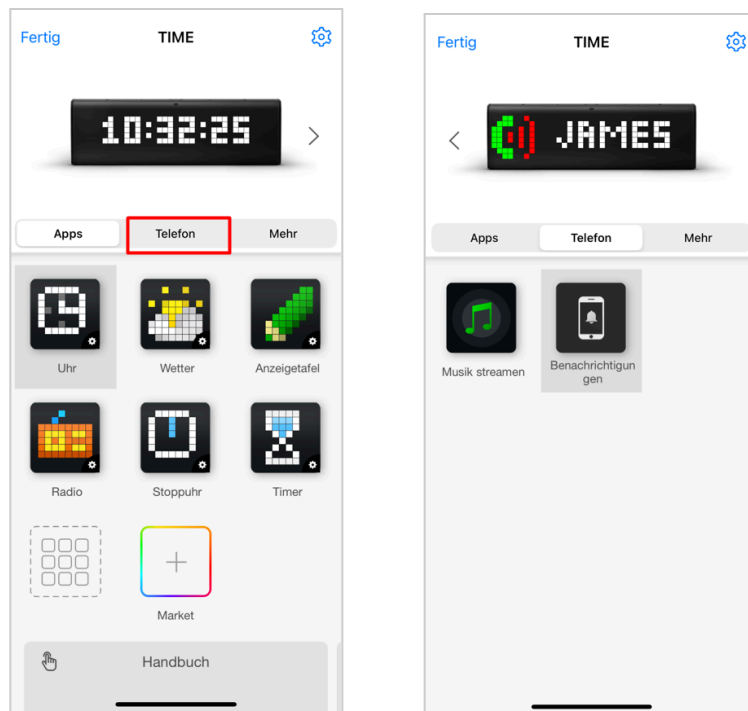 Fertig
TIME
10:32:25
Apps
Telefon
Mehr
Uhr
Wetter
Anzeigetafel
Radio
Stoppuhr
Timer
Market
Handbuch
Fertig
TIME
JAMES
Apps
Telefon
Mehr
Musik streamen
Benachrichtigun
gen